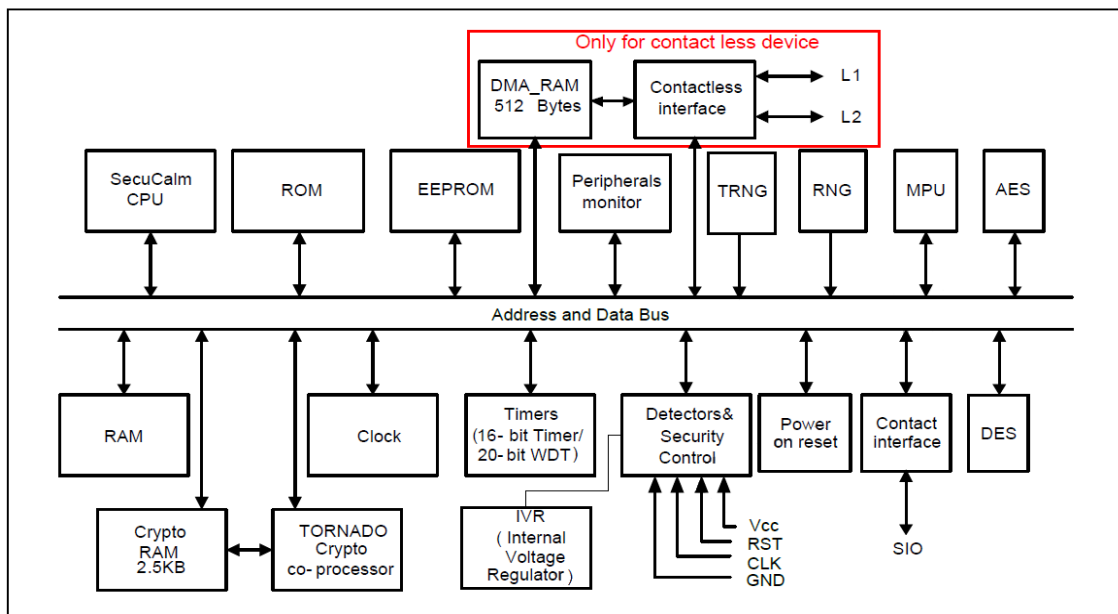 Only for contact less device
DMA_RAM
512 Bytes
Contactless
interface
L1
L2
SecuCalm
CPU
ROM
EEPROM
Peripherals
monitor
TRNG
RNG
MPU
AES
Address and Data Bus
RAM
Clock
Timers
(16- bit Timer/
20- bit WDT)
Detectors&
Security
Control
Power
on reset
Contact
interface
DES
Crypto
RAM
2.5KB
TORNADO
Crypto
co- processor
IVR
( Internal
Voltage
Regulator )
Vcc
RST
CLK
GND
SIO